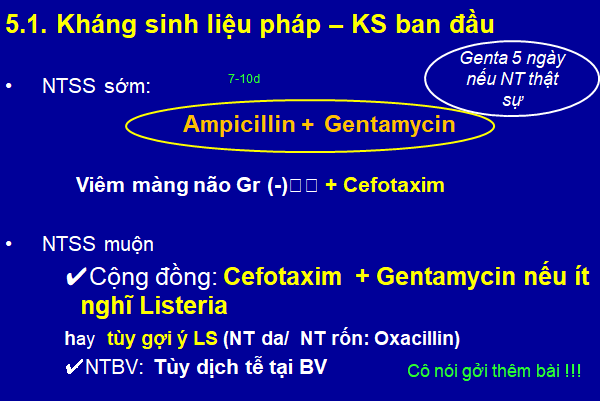 5.1. Kháng sinh liệu pháp – KS ban đầu
Genta 5 ngày
nếu NT thật
sự
• NTSS sớm:
7-10d
Ampicillin + Gentamycin
Viêm màng não Gr (-)□□ + Cefotaxim
• NTSS muộn
✔Cộng đồng: Cefotaxim + Gentamycin nếu ít
nghĩ Listeria
hay tùy gợi ý LS (NT da/ NT rốn: Oxacillin)
✔NTBV: Tùy dịch tễ tại BV
Cô nói gởi thêm bài !!!